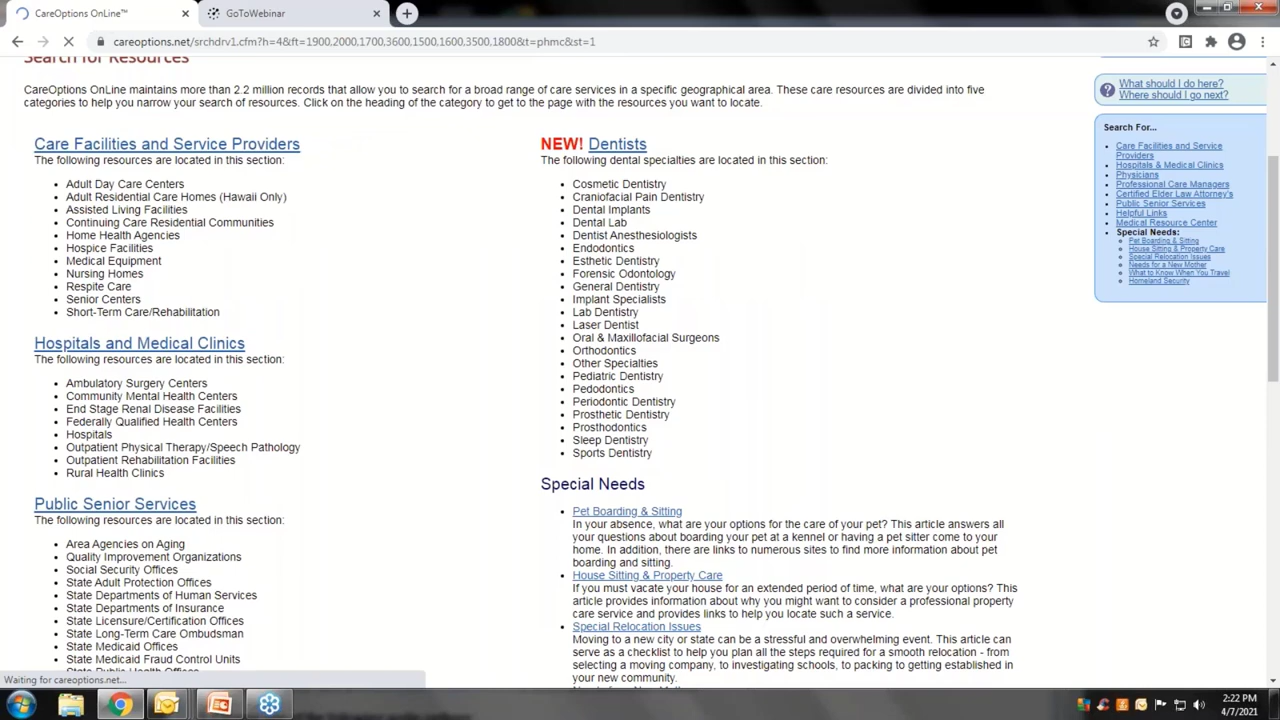 CareOptions OnLine™
GoToWebinar
careoptions.net/srchdrv1.cfm?h=4&ft=1900,2000,1700,3600,1500,1600,3500,1800&t=phmc&st=1
Search for Resources
CareOptions OnLine maintains more than 2.2 million records that allow you to search for a broad range of care services in a specific geographical area. These care resources are divided into five
categories to help you narrow your search of resources. Click on the heading of the category to get to the page with the resources you want to locate.
Care Facilities and Service Providers
The following resources are located in this section:
Adult Day Care Centers
Adult Residential Care Homes (Hawaii Only)
Assisted Living Facilities
Continuing Care Residential Communities
Home Health Agencies
Hospice Facilities
Medical Equipment
Nursing Homes
Respite Care
Senior Centers
Short-Term Care/Rehabilitation
Hospitals and Medical Clinics
The following resources are located in this section:
Ambulatory Surgery Centers
Community Mental Health Centers
End Stage Renal Disease Facilities
Federally Qualified Health Centers
Hospitals
Outpatient Physical Therapy/Speech Pathology
Outpatient Rehabilitation Facilities
Rural Health Clinics
Public Senior Services
The following resources are located in this section:
Area Agencies on Aging
Quality Improvement Organizations
Social Security Offices
State Adult Protection Offices
State Departments of Human Services
State Departments of Insurance
State Licensure/Certification Offices
State Long-Term Care Ombudsman
State Medicaid Offices
State Medicaid Fraud Control Units
State Public Health Offices
NEW! Dentists
The following dental specialties are located in this section:
Cosmetic Dentistry
Craniofacial Pain Dentistry
Dental Implants
Dental Lab
Dentist Anesthesiologists
Endodontics
Esthetic Dentistry
Forensic Odontology
General Dentistry
Implant Specialists
Lab Dentistry
Laser Dentist
Oral & Maxillofacial Surgeons
Orthodontics
Other Specialties
Pediatric Dentistry
Pedodontics
Periodontic Dentistry
Prosthetic Dentistry
Prosthodontics
Sleep Dentistry
Sports Dentistry
Special Needs
Pet Boarding & Sitting
In your absence, what are your options for the care of your pet? This article answers all
your questions about boarding your pet at a kennel or having a pet sitter come to your
home. In addition, there are links to numerous sites to find more information about pet
boarding and sitting.
House Sitting & Property Care
If you must vacate your house for an extended period of time, what are your options? This
article provides information about why you might want to consider a professional property
care service and provides links to help you locate such a service.
Special Relocation Issues
Moving to a new city or state can be a stressful and overwhelming event. This article can
serve as a checklist to help you plan all the steps required for a smooth relocation - from
selecting a moving company, to investigating schools, to packing to getting established in
your new community.
What should I do here?
Where should I go next?
Search For...
Care Facilities and Service
Providers
Hospitals & Medical Clinics
Physicians
Professional Care Managers
Certified Elder Law Attorney's
Public Senior Services
Helpful Links
Medical Resource Center
Special Needs:
Pet Boarding & Sitting
House Sitting & Property Care
Special Relocation Issues
Needs for a New Mother
What to Know When You Travel
Homeland Security
Waiting for careoptions.net...
2:22 PM
4/7/2021